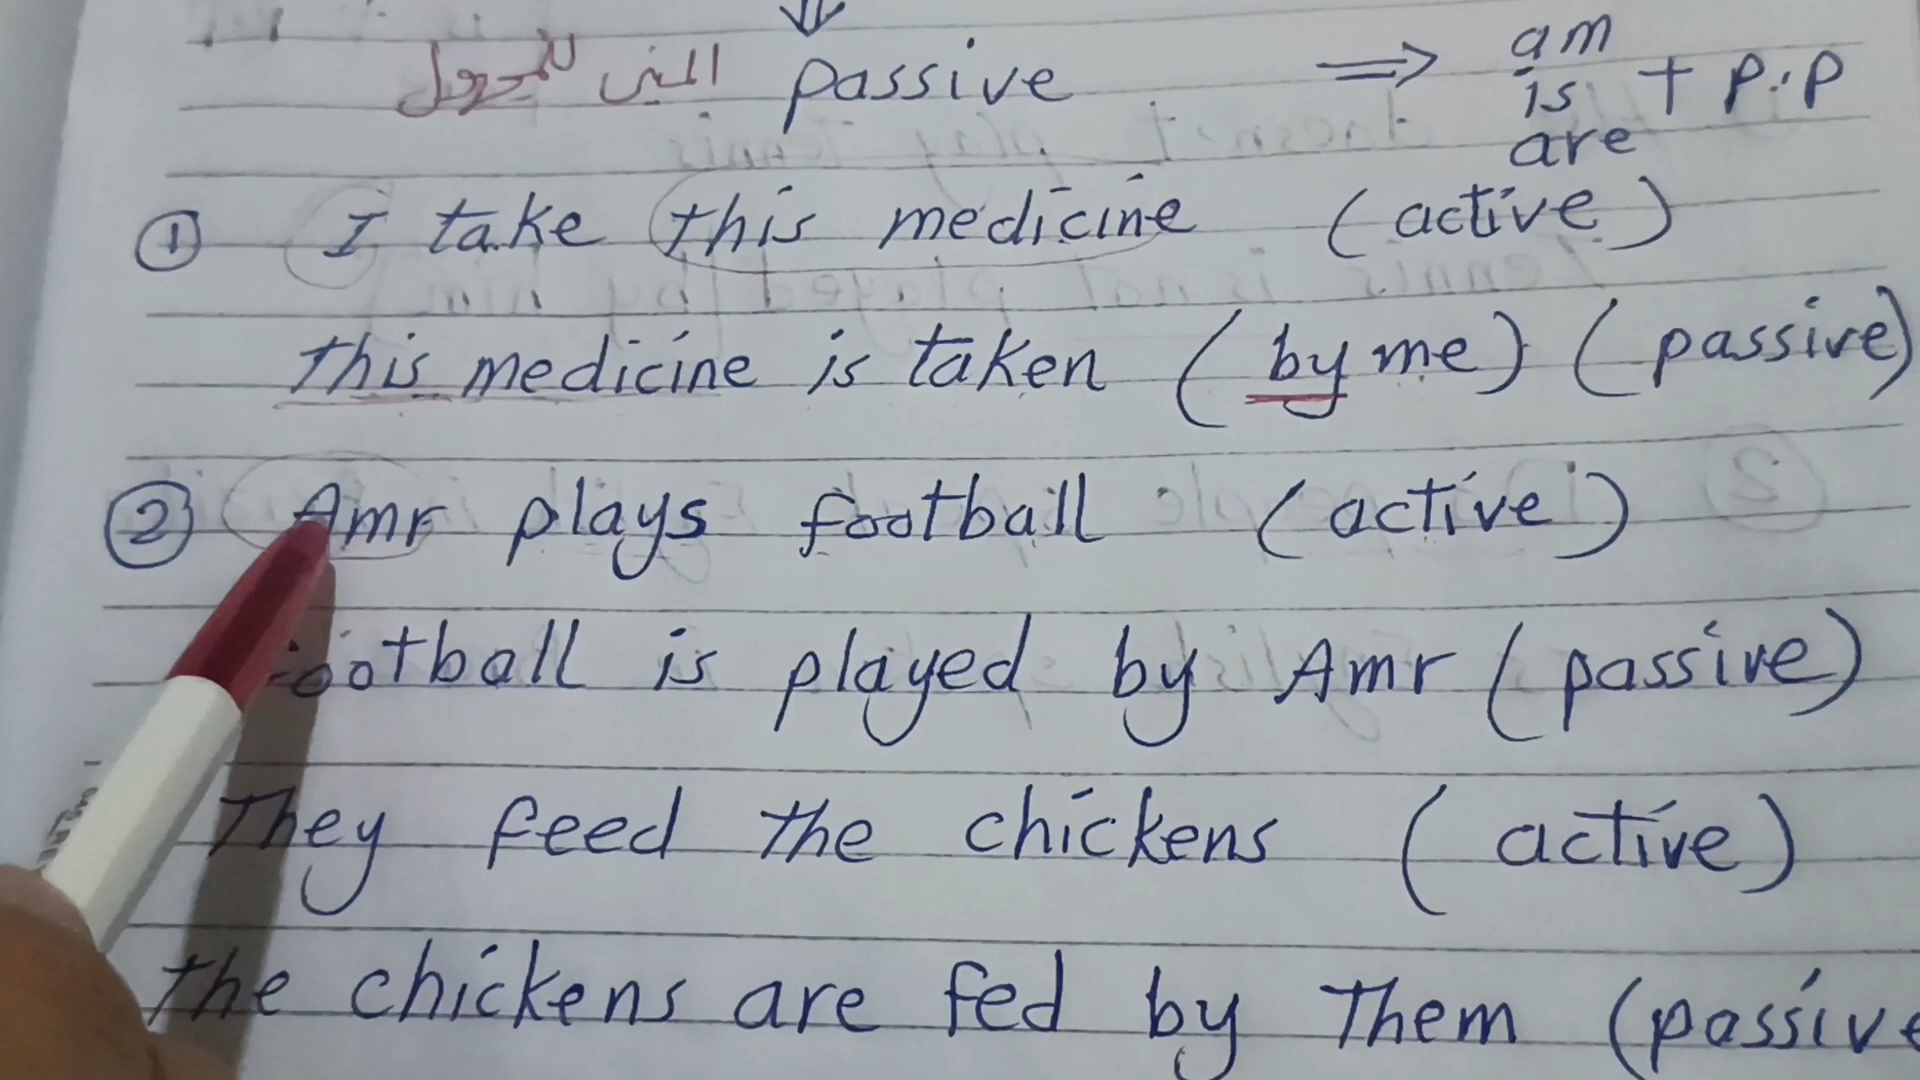 المبنى للمجهول passive ⇒ am
is + p.p
are
① I take this medicine (active)
this medicine is taken (by me) (passive)
② Amr plays football (active)
football is played by Amr (passive)
They feed the chickens (active)
the chickens are fed by Them (passive